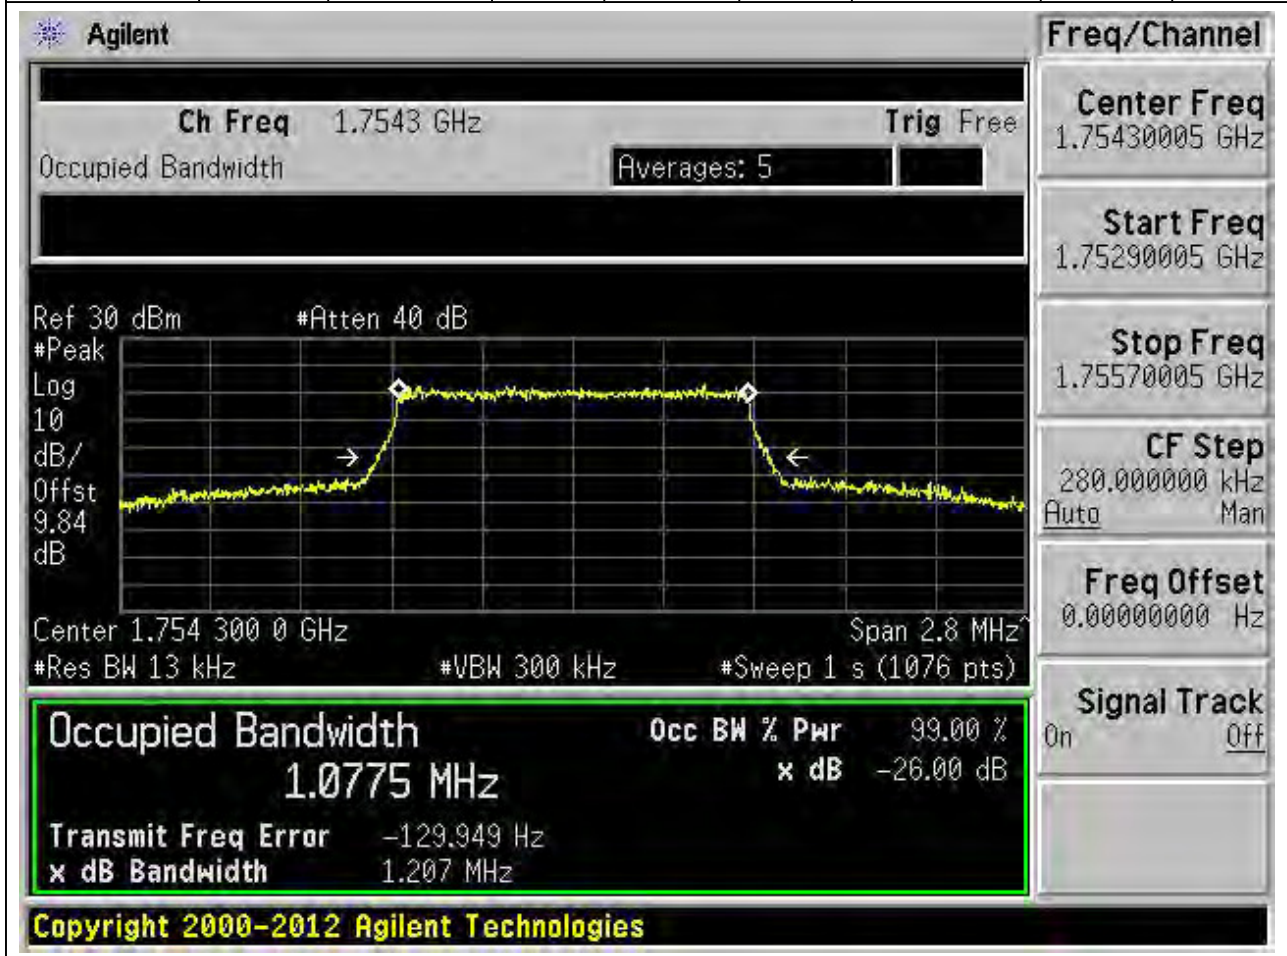 Agilent
Freq/Channel
Ch Freq 1.7543 GHz Trig Free
Occupied Bandwidth Averages: 5
Center Freq
1.75430005 GHz
Start Freq
1.75290005 GHz
Stop Freq
1.75570005 GHz
CF Step
280.000000 kHz
Auto Man
Freq Offset
0.00000000 Hz
Signal Track
On Off
Ref 30 dBm #Atten 40 dB
#Peak
Log
10
dB/
Offst
9.84
dB
Center 1.754 300 0 GHz Span 2.8 MHz^
#Res BW 13 kHz #VBW 300 kHz #Sweep 1 s (1076 pts)
Occupied Bandwidth
1.0775 MHz
Occ BW % Pwr 99.00 %
x dB -26.00 dB
Transmit Freq Error -129.949 Hz
x dB Bandwidth 1.207 MHz
Copyright 2000-2012 Agilent Technologies